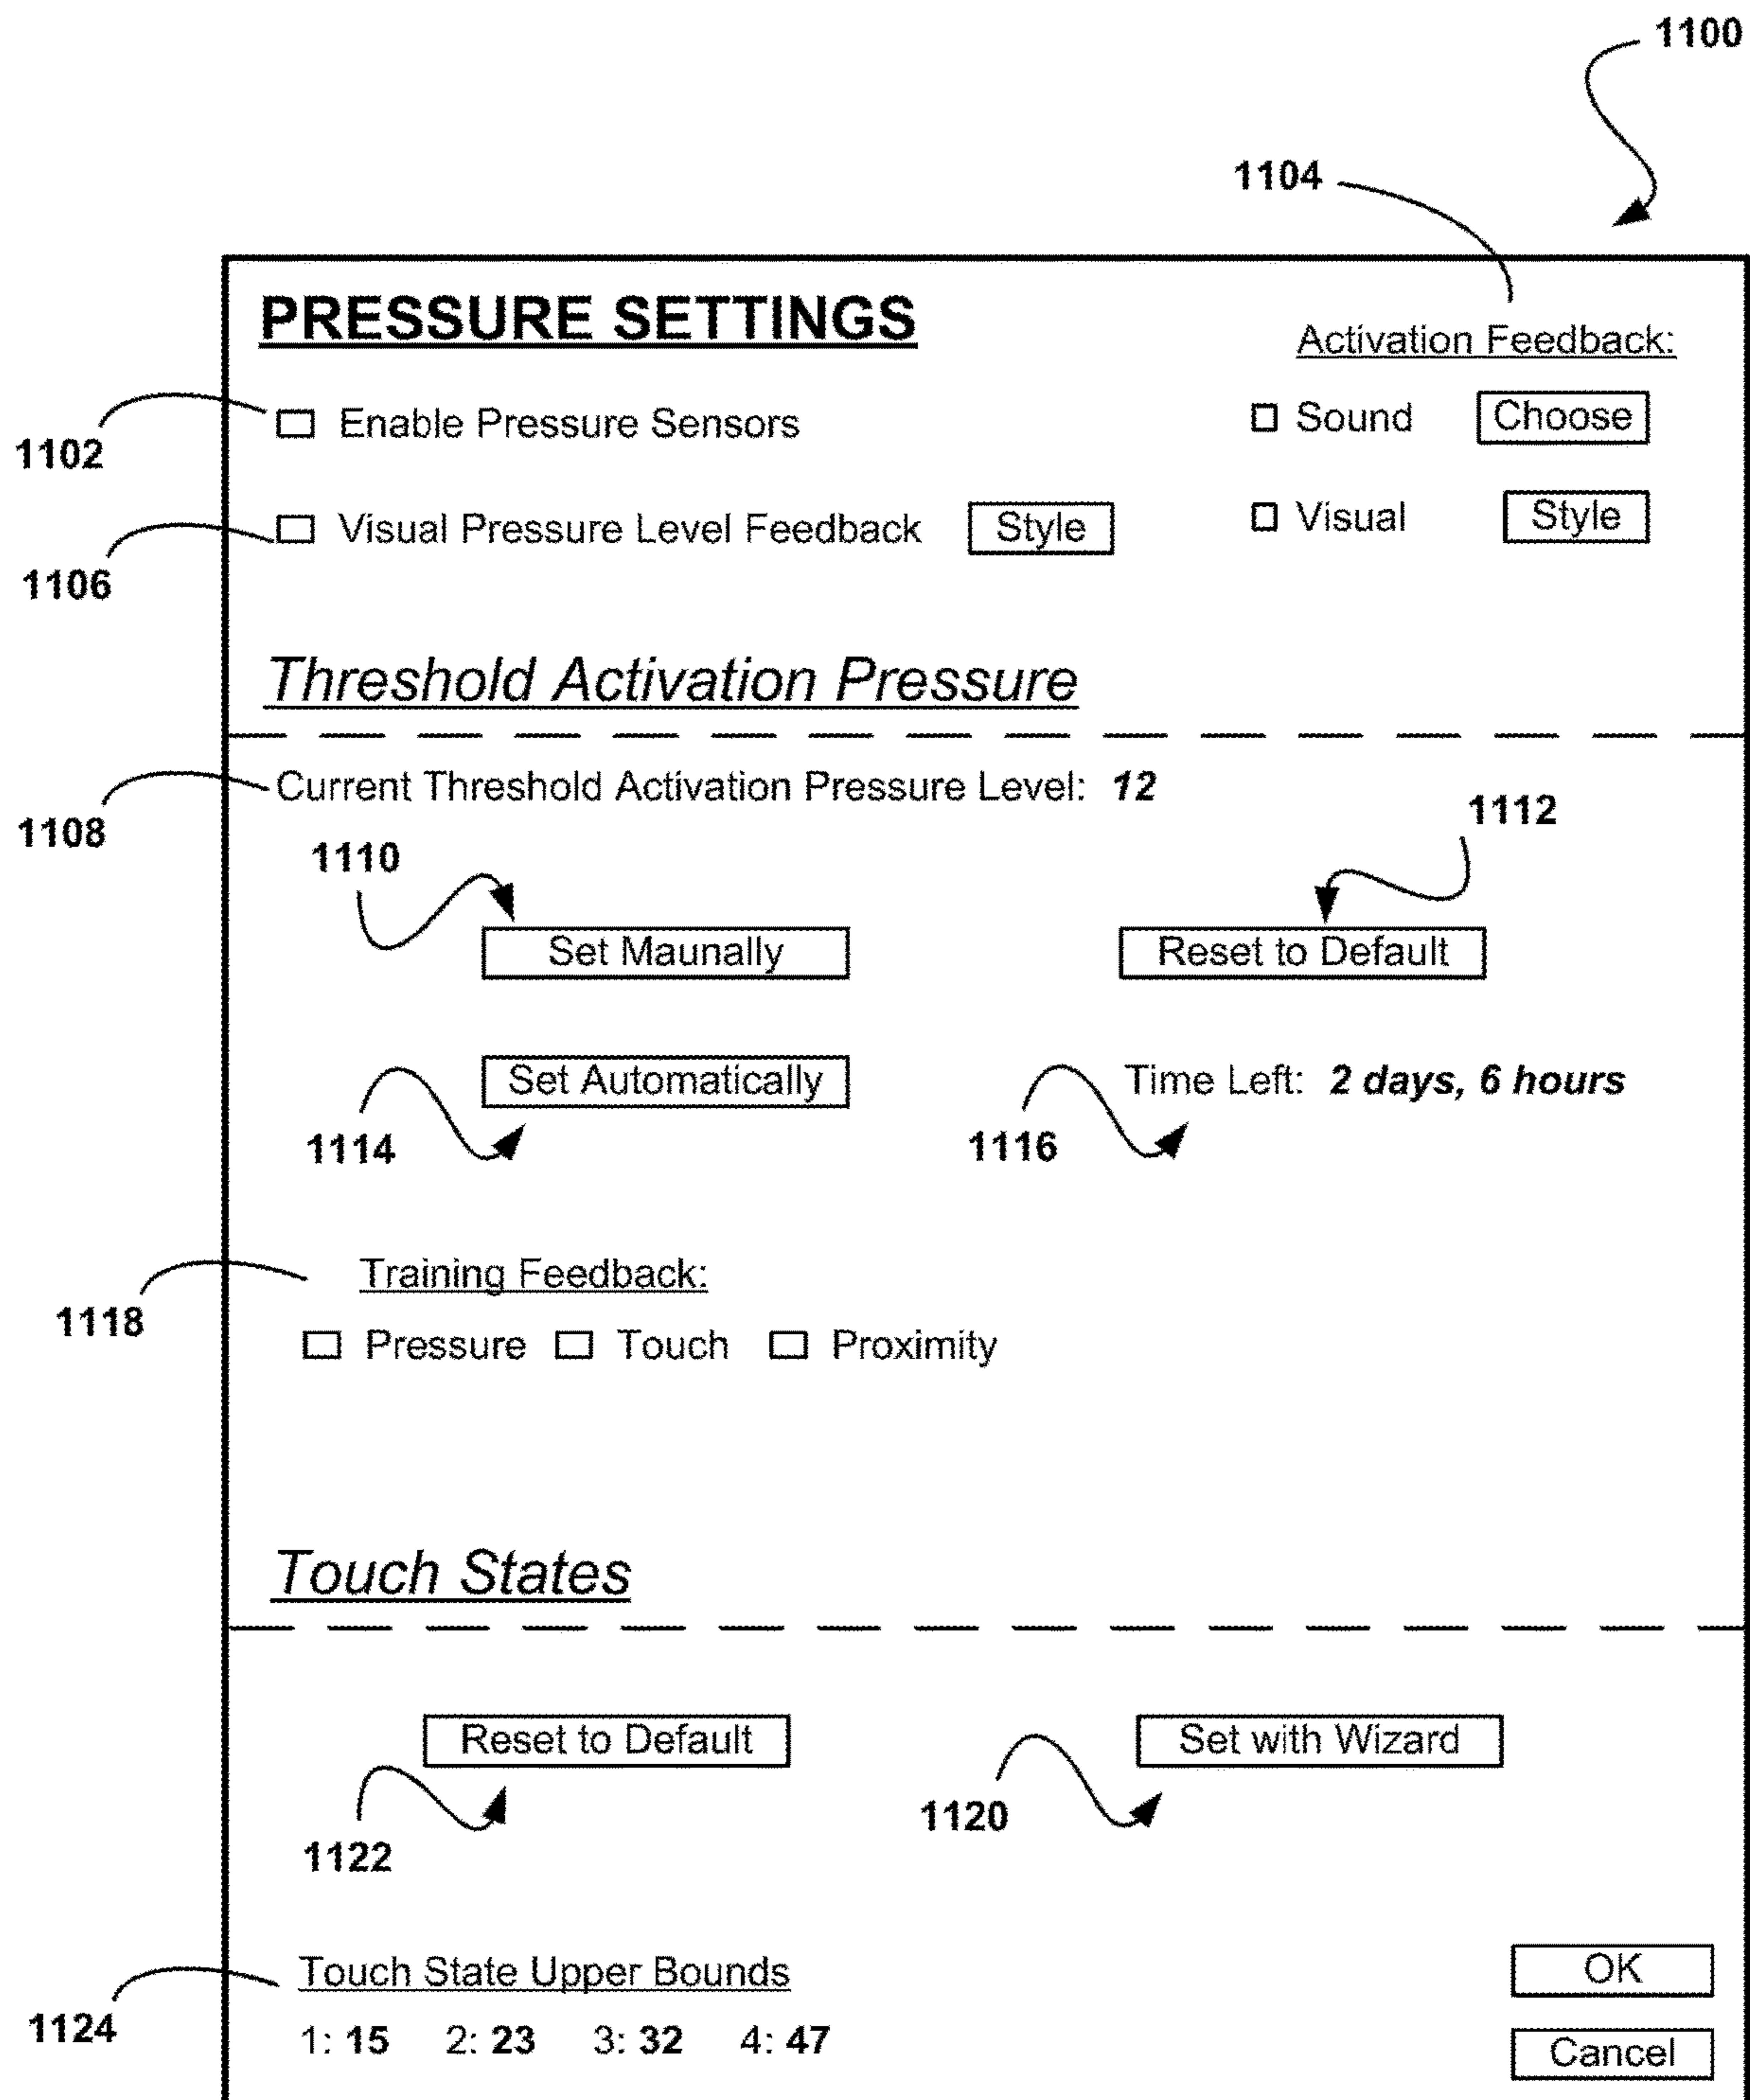 1100
1104
PRESSURE SETTINGS
Activation Feedback:
1102
Enable Pressure Sensors
Sound Choose
1106
Visual Pressure Level Feedback Style
Visual Style
Threshold Activation Pressure
1108
Current Threshold Activation Pressure Level: 12
1110
1112
Set Maunally
Reset to Default
Set Automatically
Time Left: 2 days, 6 hours
1114
1116
1118
Training Feedback:
Pressure Touch Proximity
Touch States
Reset to Default
Set with Wizard
1122
1120
1124
Touch State Upper Bounds
OK
1: 15 2: 23 3: 32 4: 47
Cancel